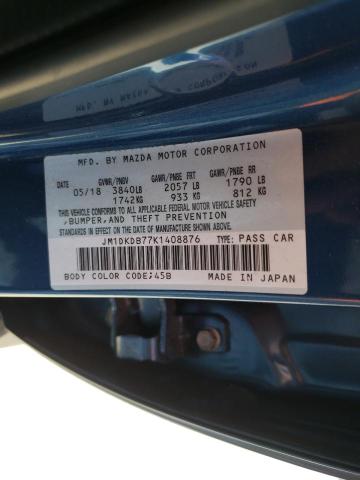 MFD. BY MAZDA MOTOR CORPORATION
GVWR/PNBV GAWR/PNBE FRT GAWR/PNBE RR
05/18 3840LB 2057 LB 1790 LB
1742KG 933 KG 812 KG
THIS VEHICLE CONFORMS TO ALL APPLICABLE FEDERAL MOTOR VEHICLE SAFETY
, BUMPER, AND THEFT PREVENTION
STANDARDS IN EFFECT ON THE DATE OF MANUFACTURE SHOWN ABOVE.
JM1DKDB77K1408876 TYPE: PASS CAR
BODY COLOR CODE;45B MADE IN JAPAN